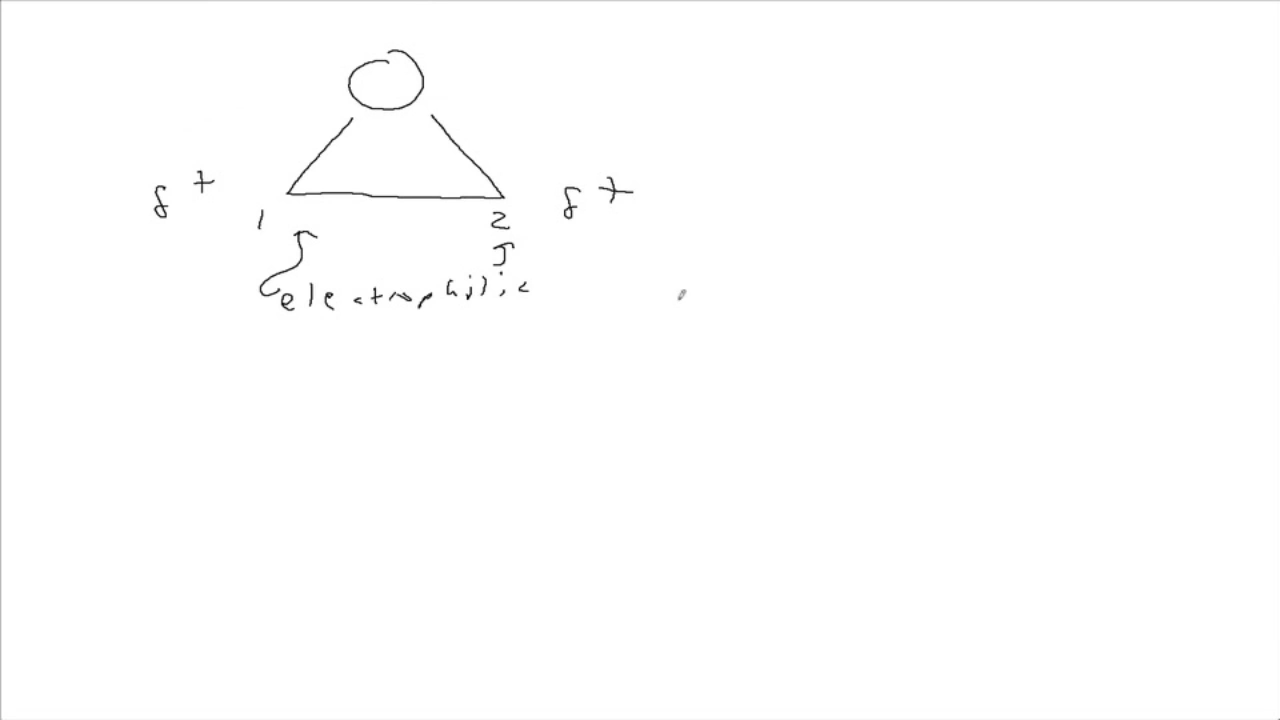 O
δ+ 1 2 δ+
electrophilic